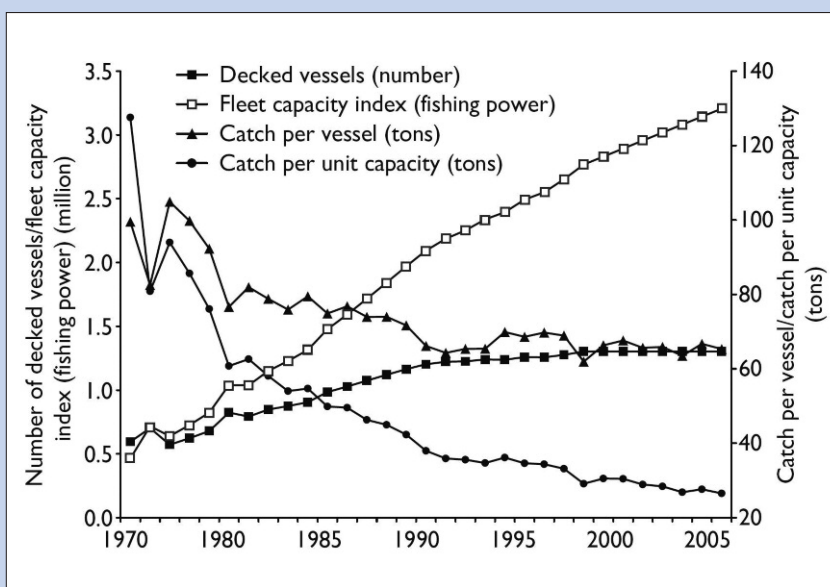 3.5
3.0
2.5
2.0
1.5
1.0
0.5
0.0
Number of decked vessels/fleet capacity
index (fishing power) (million)
Decked vessels (number)
Fleet capacity index (fishing power)
Catch per vessel (tons)
Catch per unit capacity (tons)
140
120
100
80
60
40
20
Catch per vessel/catch per unit capacity
(tons)
1970 1980 1985 1990 1995 2000 2005